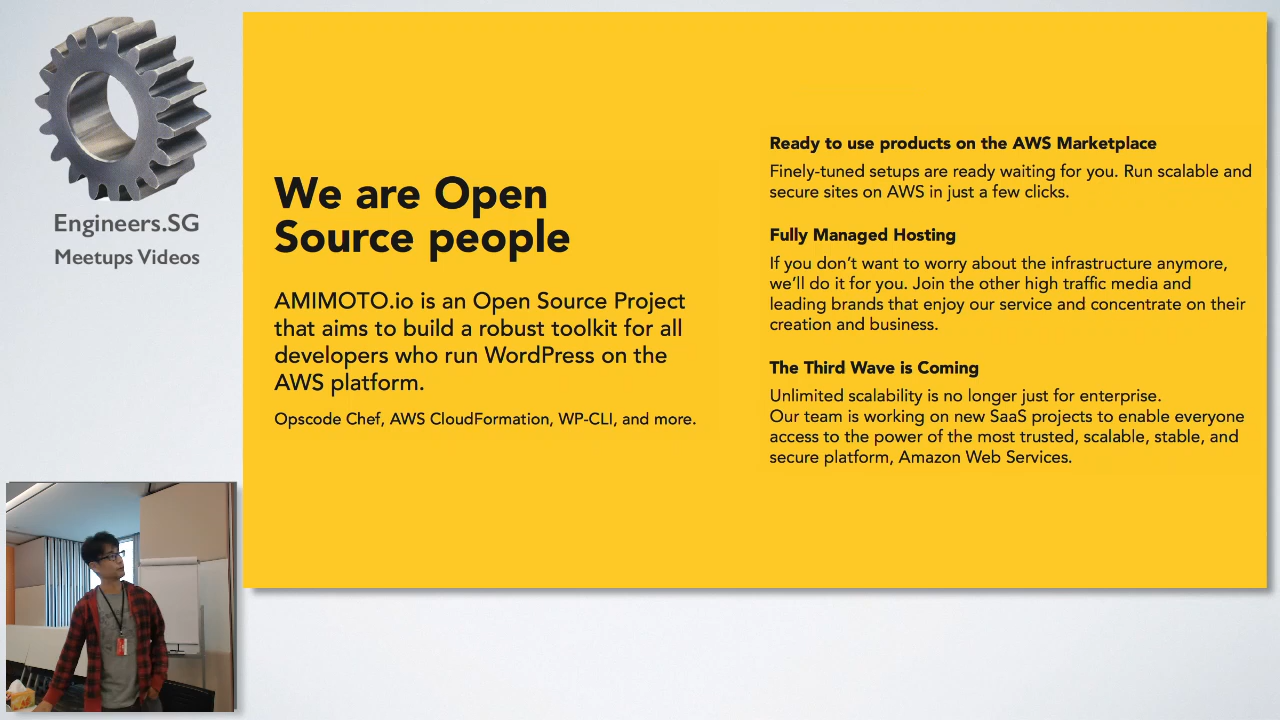 Engineers.SG
Meetups Videos
We are Open
Source people
AMIMOTO.io is an Open Source Project
that aims to build a robust toolkit for all
developers who run WordPress on the
AWS platform.
Opscode Chef, AWS CloudFormation, WP-CLI, and more.
Ready to use products on the AWS Marketplace
Finely-tuned setups are ready waiting for you. Run scalable and
secure sites on AWS in just a few clicks.
Fully Managed Hosting
If you don’t want to worry about the infrastructure anymore,
we’ll do it for you. Join the other high traffic media and
leading brands that enjoy our service and concentrate on their
creation and business.
The Third Wave is Coming
Unlimited scalability is no longer just for enterprise.
Our team is working on new SaaS projects to enable everyone
access to the power of the most trusted, scalable, stable, and
secure platform, Amazon Web Services.